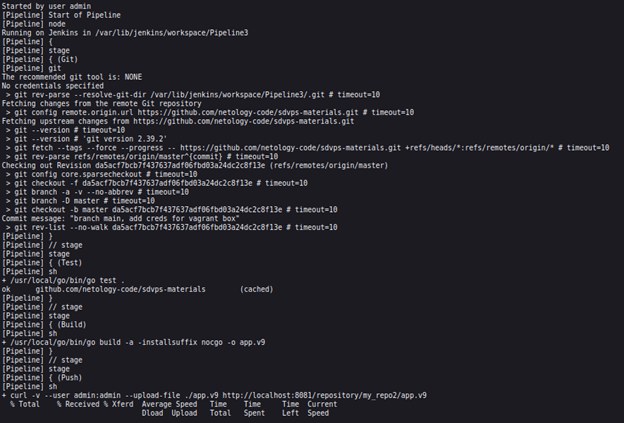 Started by user admin
[Pipeline] Start of Pipeline
[Pipeline] node
Running on Jenkins in /var/lib/jenkins/workspace/Pipeline3
[Pipeline] {
[Pipeline] stage
[Pipeline] { (Git)
[Pipeline] git
The recommended git tool is: NONE
No credentials specified
 > git rev-parse --resolve-git-dir /var/lib/jenkins/workspace/Pipeline3/.git # timeout=10
Fetching changes from the remote Git repository
 > git config remote.origin.url https://github.com/netology-code/sdvps-materials.git # timeout=10
Fetching upstream changes from https://github.com/netology-code/sdvps-materials.git
 > git --version # timeout=10
 > git --version # 'git version 2.39.2'
 > git fetch --tags --force --progress -- https://github.com/netology-code/sdvps-materials.git +refs/heads/*:refs/remotes/origin/* # timeout=10
 > git rev-parse refs/remotes/origin/master^{commit} # timeout=10
Checking out Revision da5acf7bcb7f437637adf06fbd03a24dc2c8f13e (refs/remotes/origin/master)
 > git config core.sparsecheckout # timeout=10
 > git checkout -f da5acf7bcb7f437637adf06fbd03a24dc2c8f13e # timeout=10
 > git branch -a -v --no-abbrev # timeout=10
 > git branch -D master # timeout=10
 > git checkout -b master da5acf7bcb7f437637adf06fbd03a24dc2c8f13e # timeout=10
Commit message: "branch main, add creds for vagrant box"
 > git rev-list --no-walk da5acf7bcb7f437637adf06fbd03a24dc2c8f13e # timeout=10
[Pipeline] }
[Pipeline] // stage
[Pipeline] stage
[Pipeline] { (Test)
[Pipeline] sh
+ /usr/local/go/bin/go test .
ok github.com/netology-code/sdvps-materials (cached)
[Pipeline] }
[Pipeline] // stage
[Pipeline] stage
[Pipeline] { (Build)
[Pipeline] sh
+ /usr/local/go/bin/go build -a -installsuffix nocgo -o app.v9
[Pipeline] }
[Pipeline] // stage
[Pipeline] stage
[Pipeline] { (Push)
[Pipeline] sh
+ curl -v --user admin:admin --upload-file ./app.v9 http://localhost:8081/repository/my_repo2/app.v9
  % Total    % Received % Xferd  Average Speed   Time    Time     Time  Current
                                 Dload  Upload   Total   Spent    Left  Speed